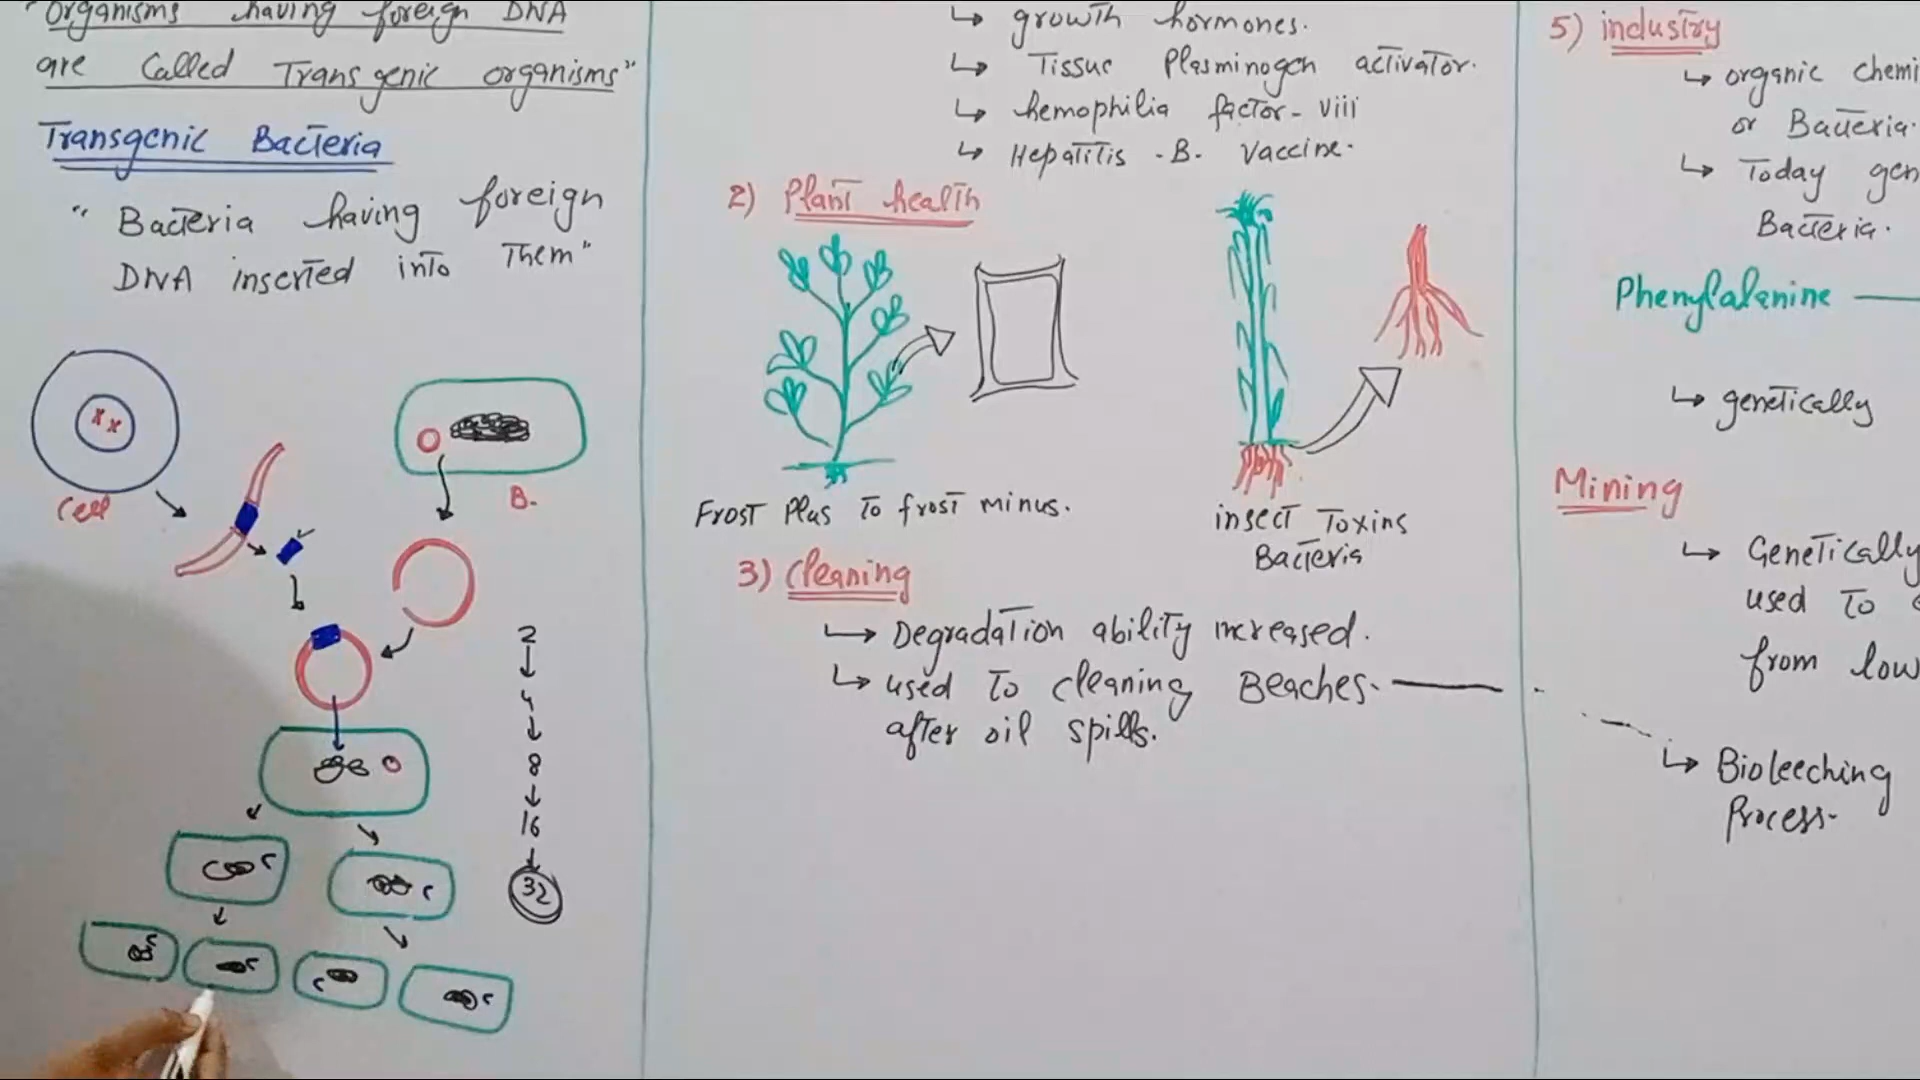 "Organisms having foreign DNA
are Called Transgenic organisms"
Transgenic Bacteria
" Bacteria having foreign
DNA inserted into Them"
xx
Cell
B.
2
4
8
16
32
↳ growth hormones.
↳ Tissue Plasminogen activator.
↳ hemophilia factor-viii
↳ Hepatitis -B. Vaccine.
2) Plant health
Frost Plus To frost minus.
insect Toxins
Bacteria
3) Cleaning
↳ Degradation ability increased.
↳ used To cleaning Beaches.
after oil spills.
5) industry
↳ organic chemi
or Bacteria.
↳ Today gen
Bacteria.
Phenylalanine
↳ genetically
Mining
↳ Genetically
used To
from low
↳ Bioleeching
Process.